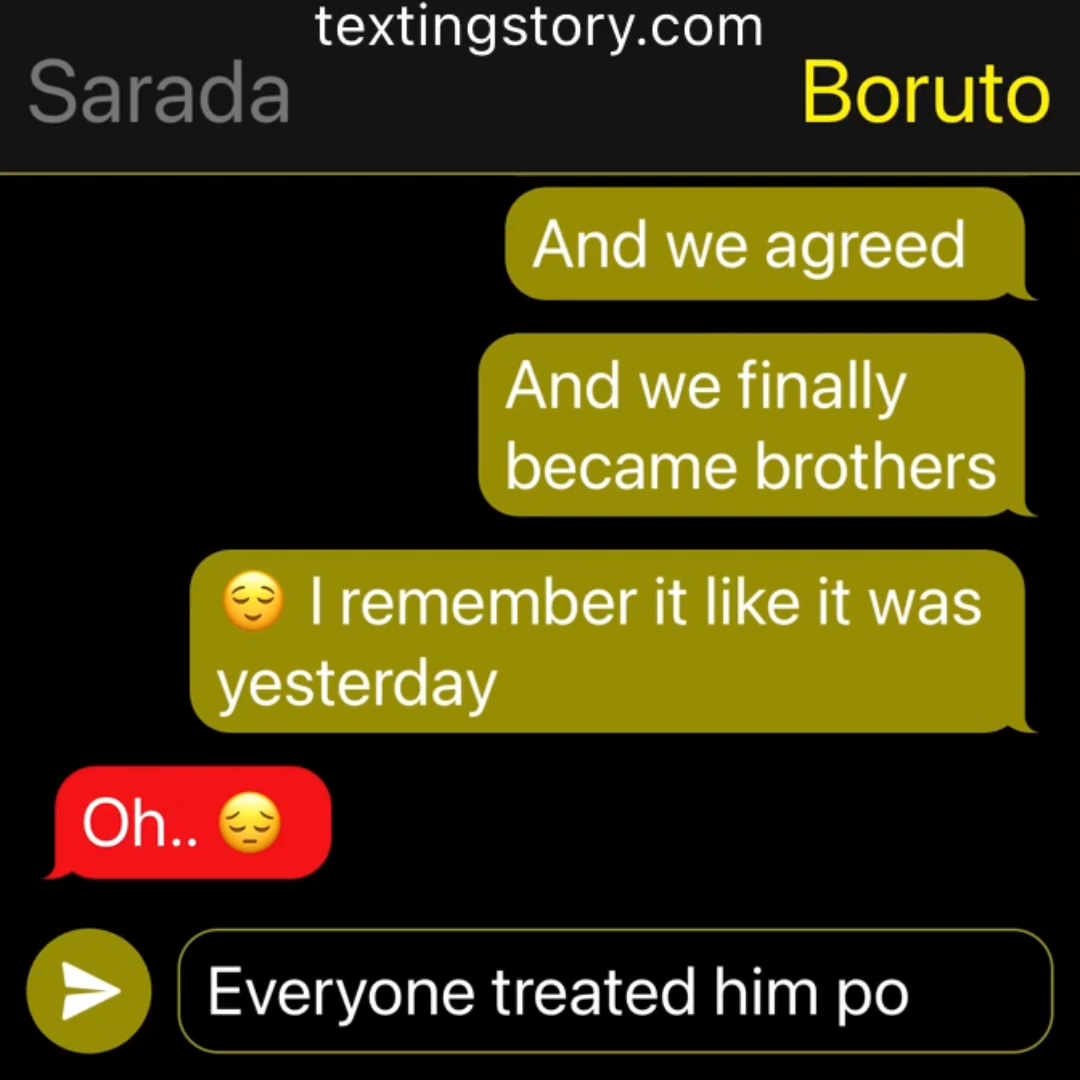 textingstory.com
Sarada
Boruto
And we agreed
And we finally
became brothers
😌 I remember it like it was
yesterday
Oh.. 😔
Everyone treated him po